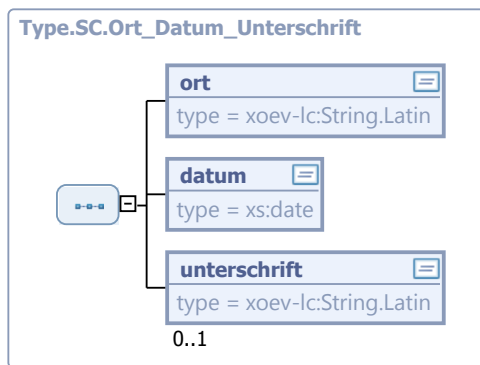 Type.SC.Ort_Datum_Unterschrift
ort
type = xoev-lc:String.Latin
datum
type = xs:date
unterschrift
type = xoev-lc:String.Latin
0..1